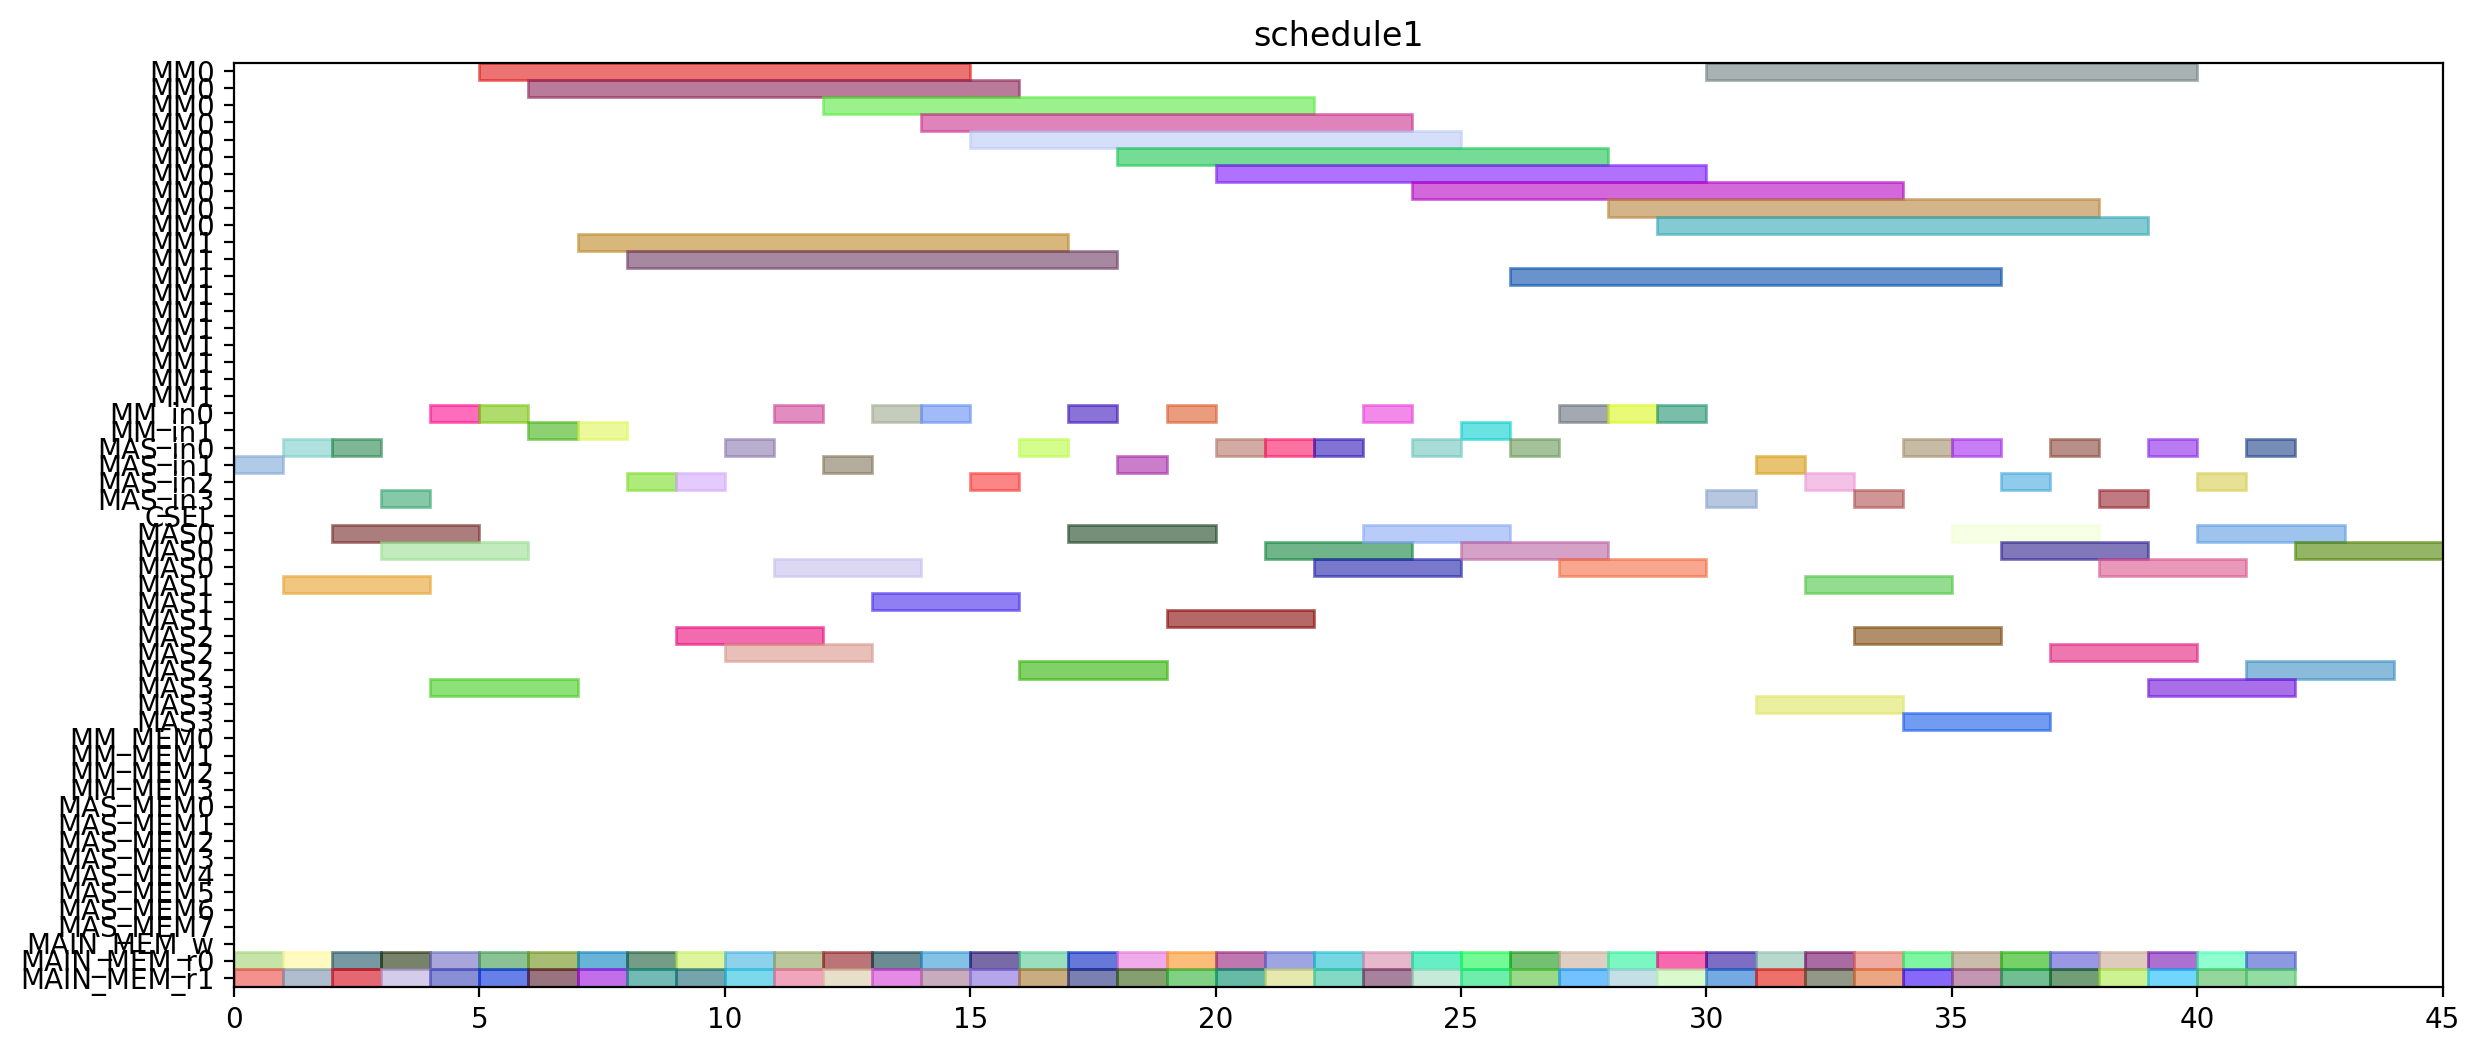 schedule1
MM0
MM0
MM0
MM0
MM0
MM0
MM0
MM0
MM0
MM0
MM1
MM1
MM1
MM1
MM1
MM1
MM1
MM1
MM1
MM1
MM_in0
MM_in1
MAS_in0
MAS_in1
MAS_in2
MAS_in3
CSEL
MAS0
MAS0
MAS0
MAS1
MAS1
MAS1
MAS2
MAS2
MAS2
MAS3
MAS3
MAS3
MM_MEM0
MM_MEM1
MM_MEM2
MM_MEM3
MAS_MEM0
MAS_MEM1
MAS_MEM2
MAS_MEM3
MAS_MEM4
MAS_MEM5
MAS_MEM6
MAS_MEM7
MAIN_MEM_w
MAIN_MEM_r0
MAIN_MEM_r1
0 5 10 15 20 25 30 35 40 45